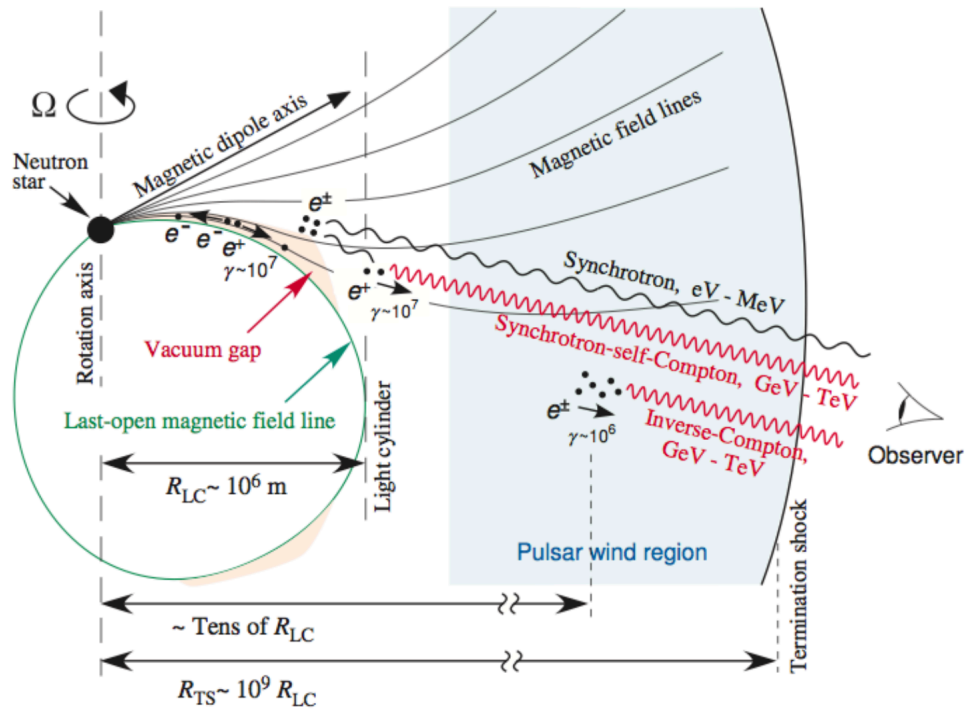 Ω
Neutron
star
Magnetic dipole axis
Magnetic field lines
e±
e− e− e+
γ~10⁷
e+
γ~10⁷
Synchrotron, eV - MeV
Synchrotron-self-Compton, GeV - TeV
Rotation axis
Vacuum gap
Last-open magnetic field line
e±
γ~10⁶
Inverse-Compton,
GeV - TeV
Observer
R_LC ~ 10⁶ m
Light cylinder
Pulsar wind region
Termination shock
~ Tens of R_LC
R_TS ~ 10⁹ R_LC